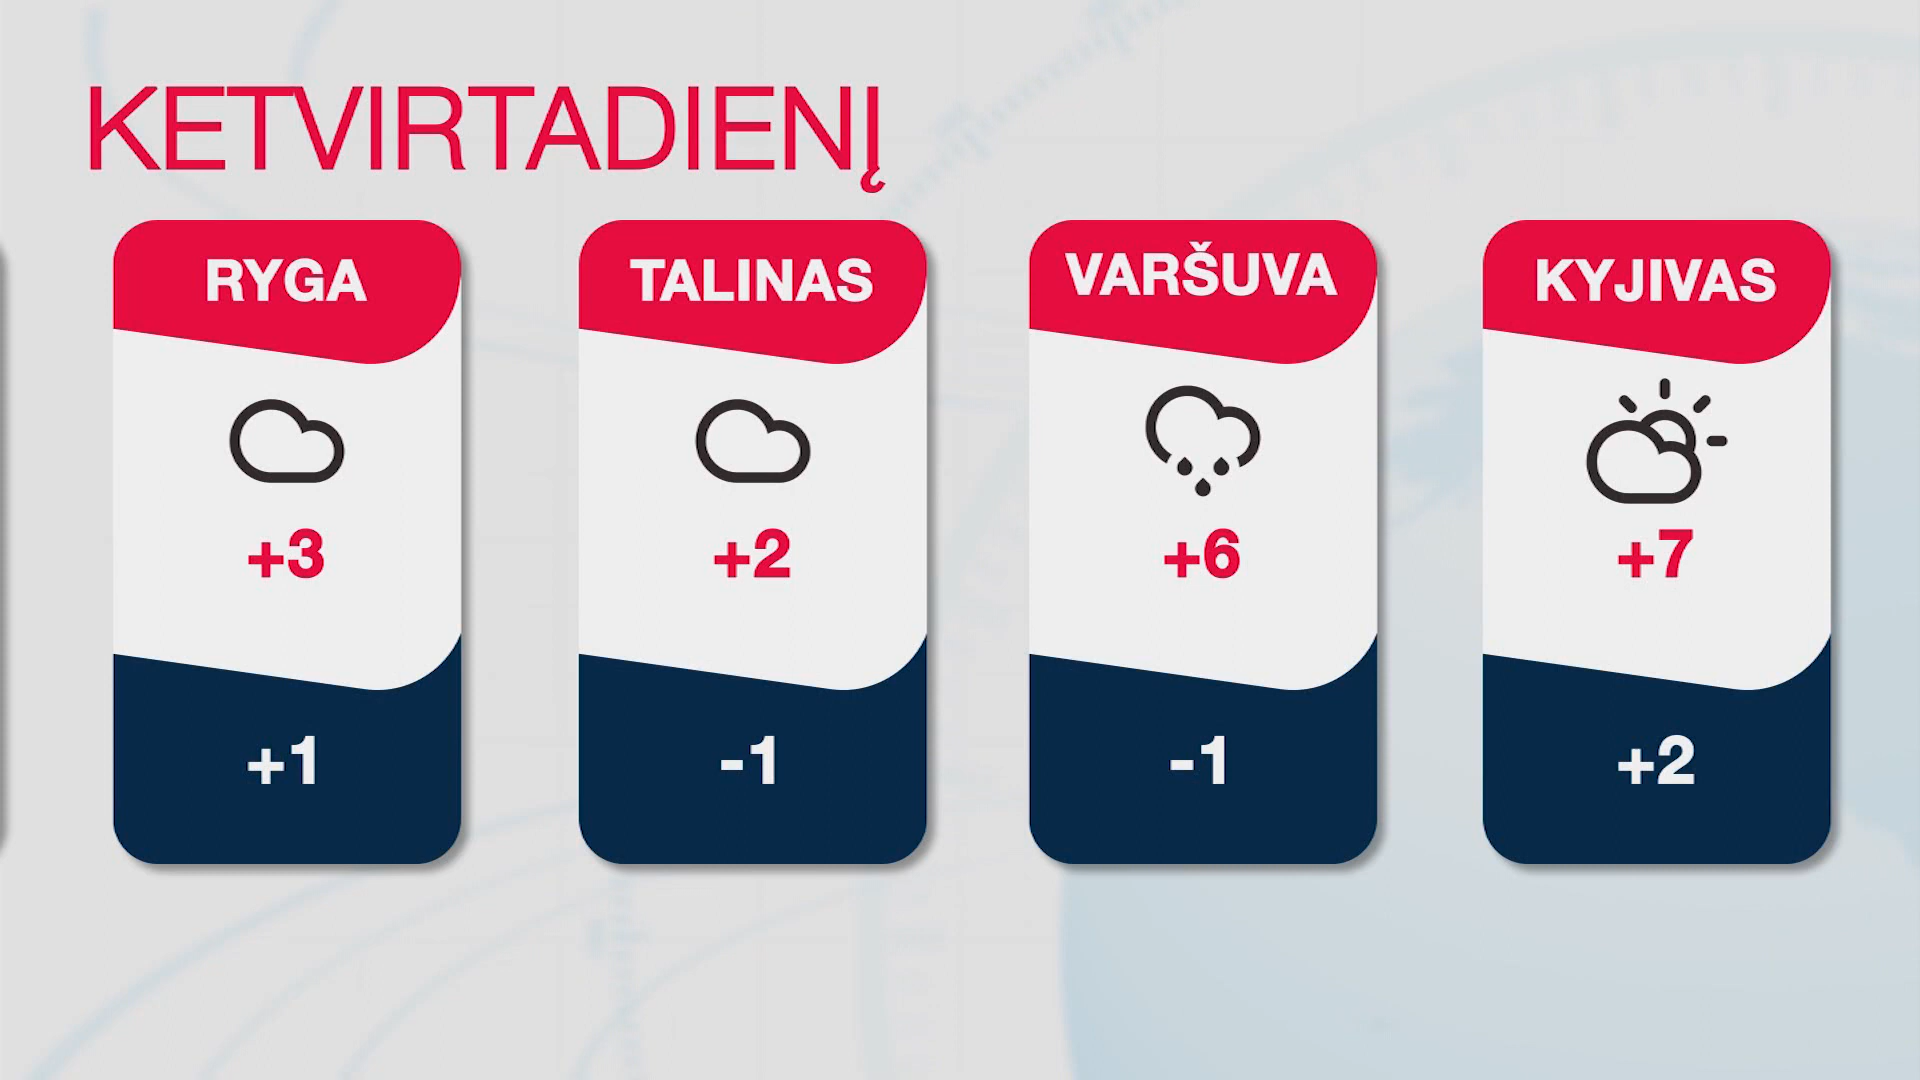 KETVIRTADIENĮ
RYGA
+3
+1
TALINAS
+2
-1
VARŠUVA
+6
-1
KYJIVAS
+7
+2